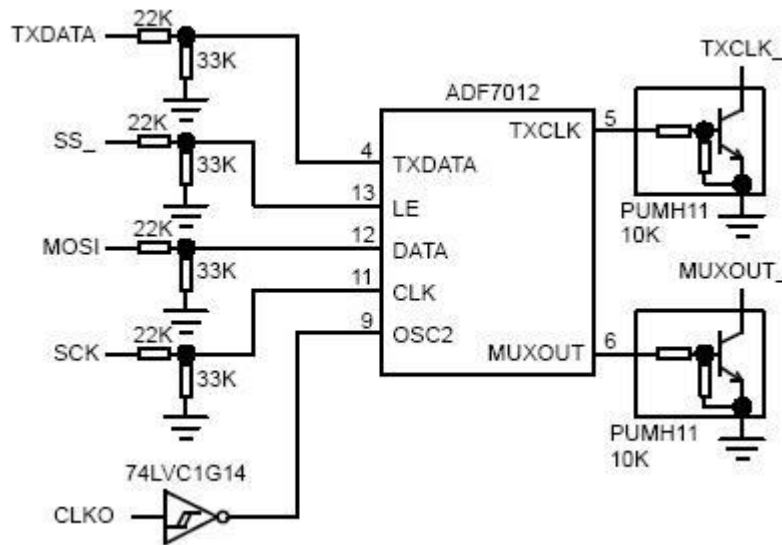 22K
TXDATA
33K
TXCLK_
22K
ADF7012
SS_
33K
TXCLK
5
4
TXDATA
13
LE
PUMH11
10K
22K
MOSI
12
DATA
33K
MUXOUT_
11
CLK
22K
9
OSC2
SCK
MUXOUT
6
33K
PUMH11
10K
74LVC1G14
CLKO